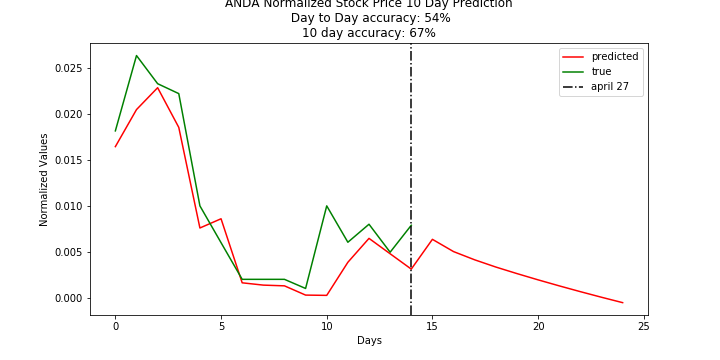 ANDA Normalized Stock Price 10 Day Prediction
Day to Day accuracy: 54%
10 day accuracy: 67%
predicted
true
april 27
0.025
0.020
0.015
0.010
0.005
0.000
Normalized Values
0
5
10
15
20
25
Days